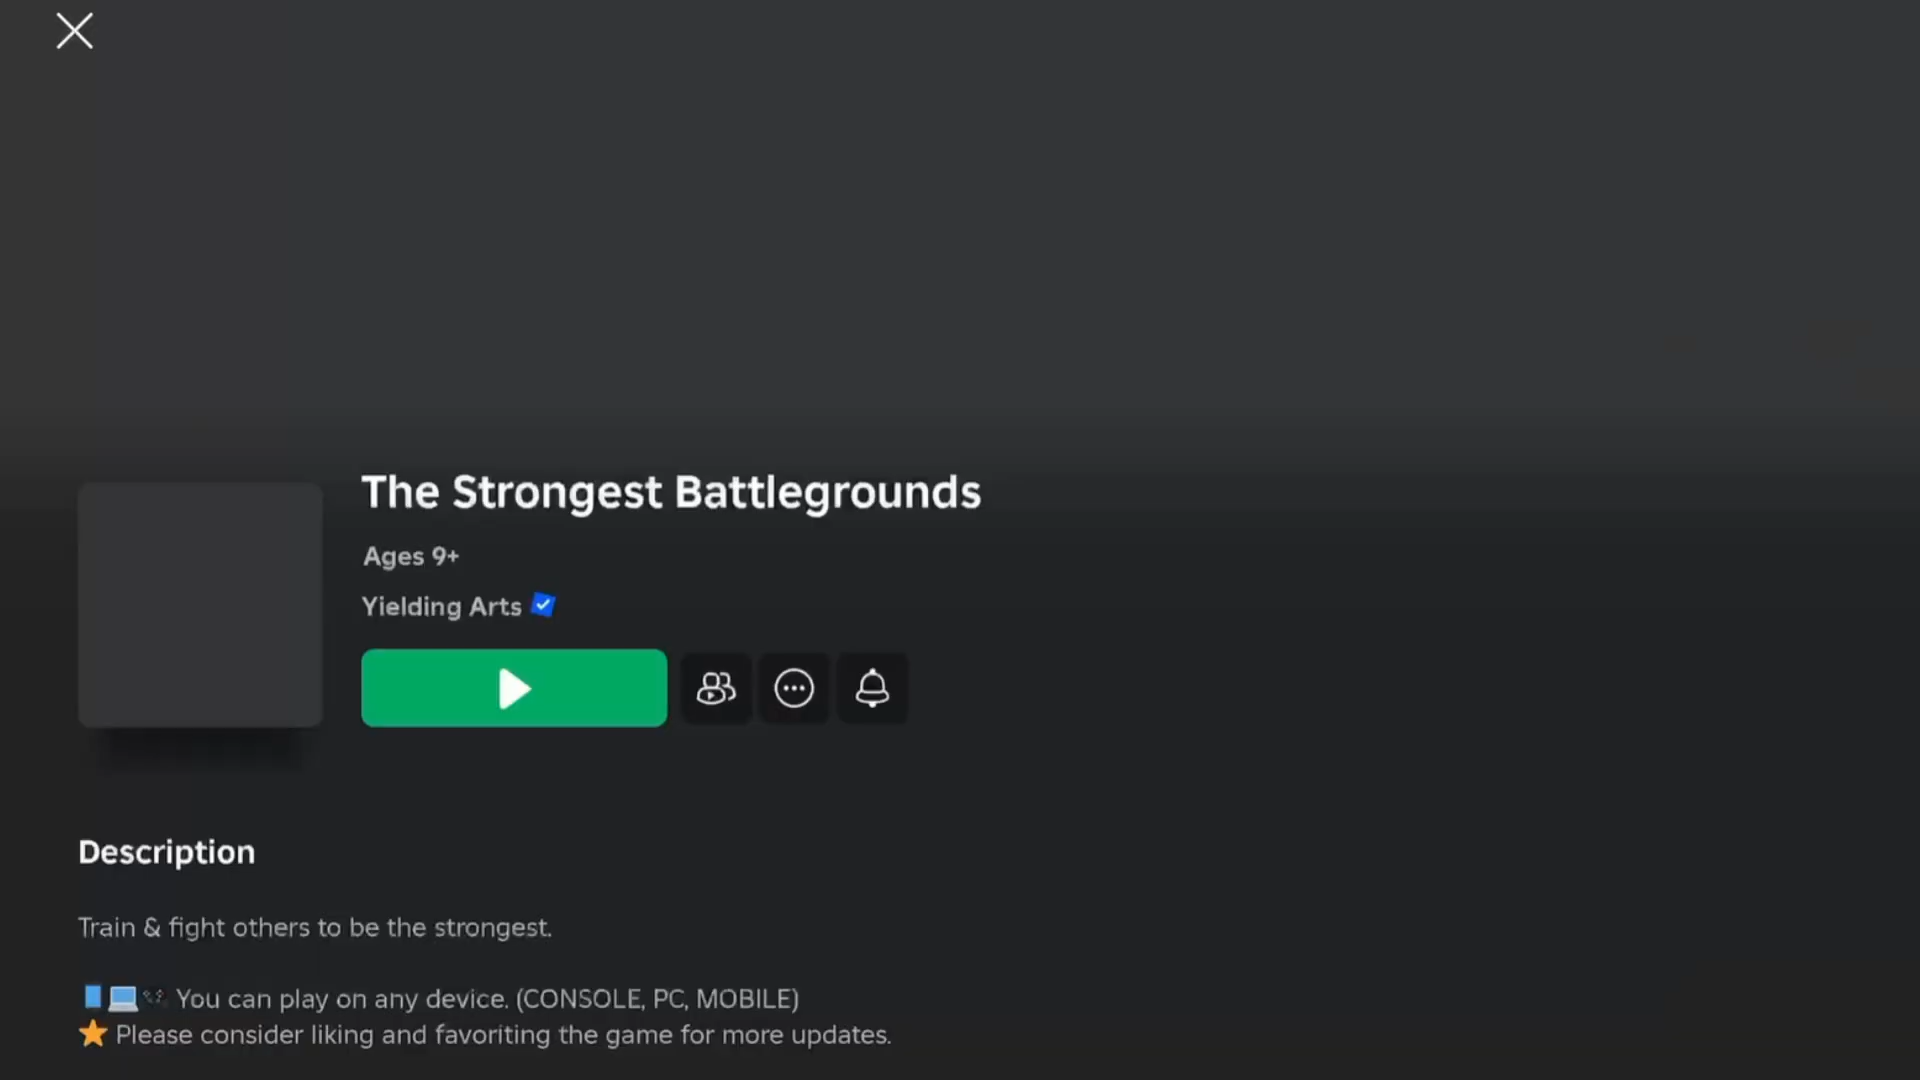 The Strongest Battlegrounds
Ages 9+
Yielding Arts
Description
Train & fight others to be the strongest.
📱💻🎮 You can play on any device. (CONSOLE, PC, MOBILE)
⭐ Please consider liking and favoriting the game for more updates.